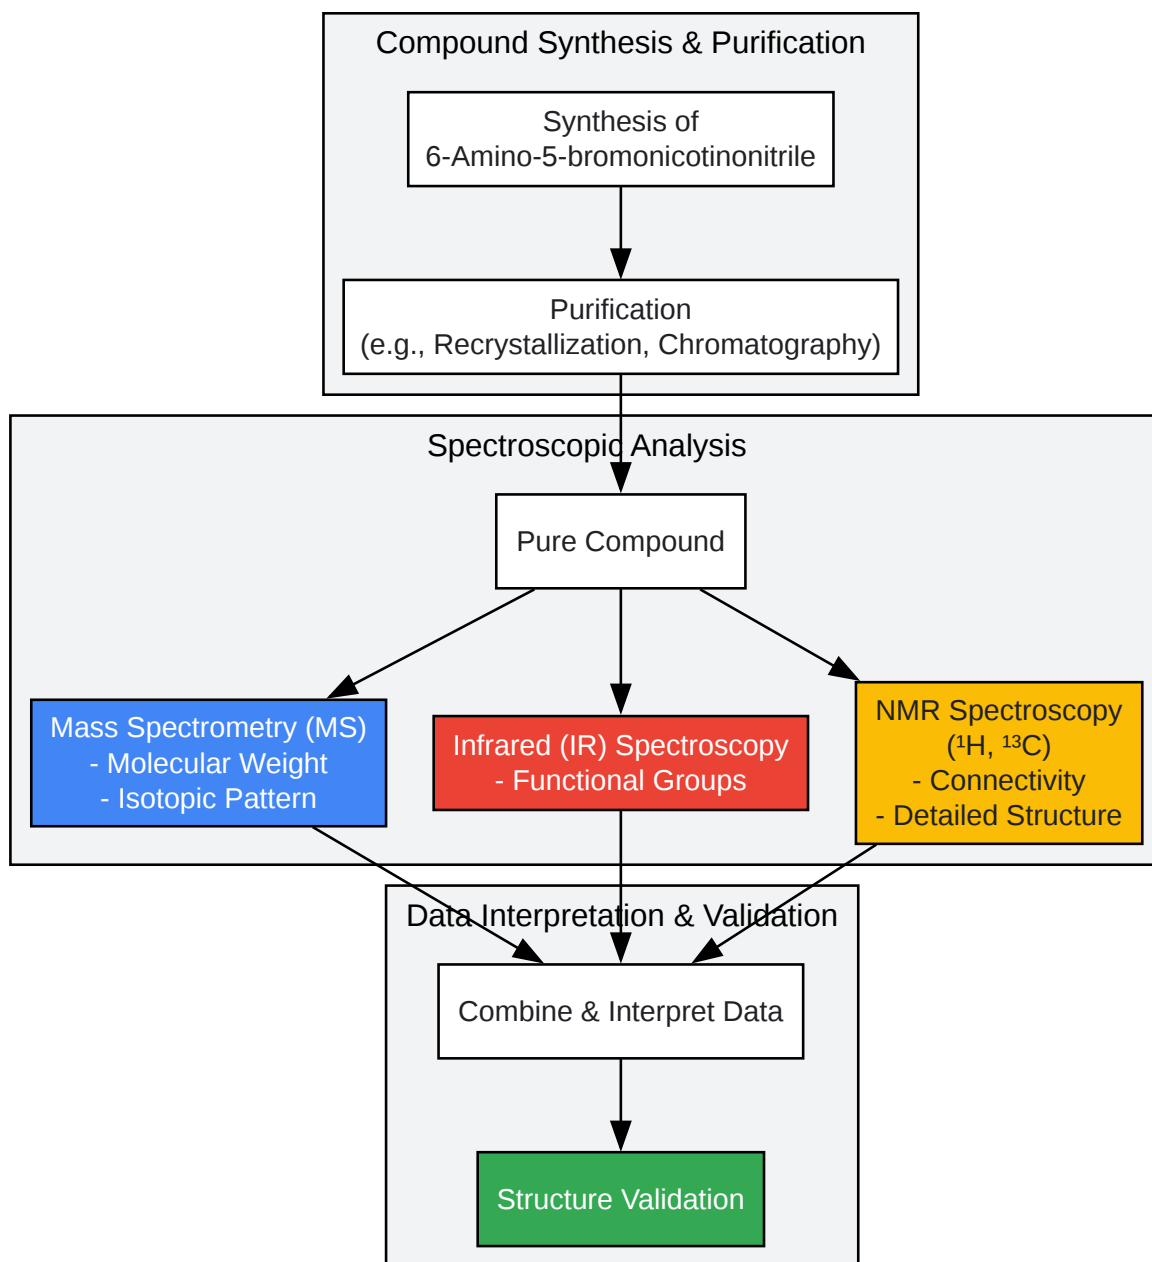 Compound Synthesis & Purification
Synthesis of
6-Amino-5-bromonicotinonitrile
Purification
(e.g., Recrystallization, Chromatography)
Spectroscopic Analysis
Pure Compound
Mass Spectrometry (MS)
- Molecular Weight
- Isotopic Pattern
Infrared (IR) Spectroscopy
- Functional Groups
NMR Spectroscopy
(¹H, ¹³C)
- Connectivity
- Detailed Structure
Data Interpretation & Validation
Combine & Interpret Data
Structure Validation